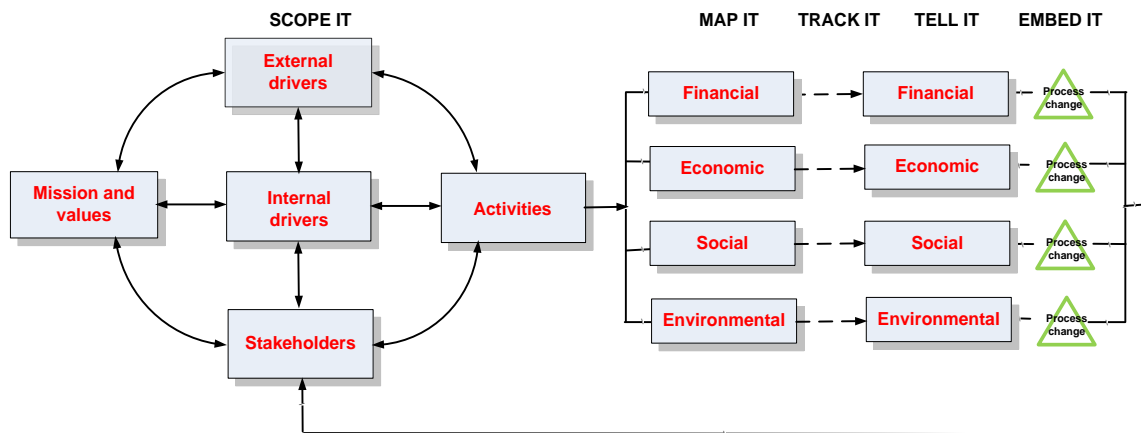 SCOPE IT
MAP IT
TRACK IT
TELL IT
EMBED IT
External
drivers
Mission and
values
Internal
drivers
Activities
Stakeholders
Financial
Financial
Process
change
Economic
Economic
Process
change
Social
Social
Process
change
Environmental
Environmental
Process
change